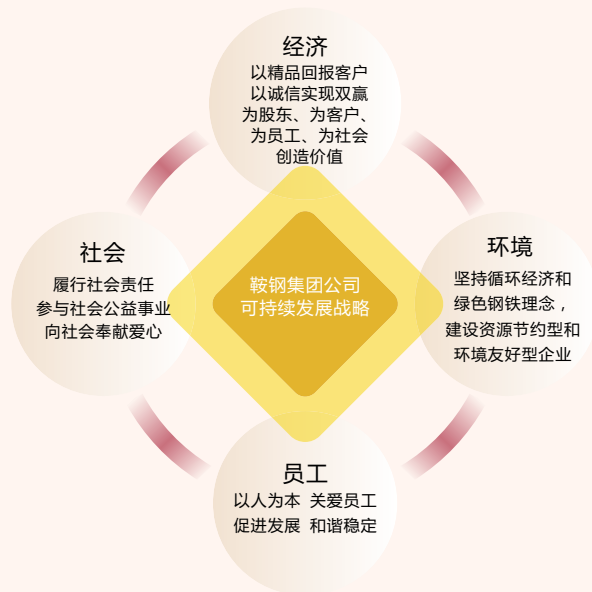 经济
以精品回报客户
以诚信实现双赢
为股东、为客户、
为员工、为社会
创造价值
社会
履行社会责任
参与社会公益事业
向社会奉献爱心
鞍钢集团公司
可持续发展战略
环境
坚持循环经济和
绿色钢铁理念，
建设资源节约型和
环境友好型企业
员工
以人为本 关爱员工
促进发展 和谐稳定